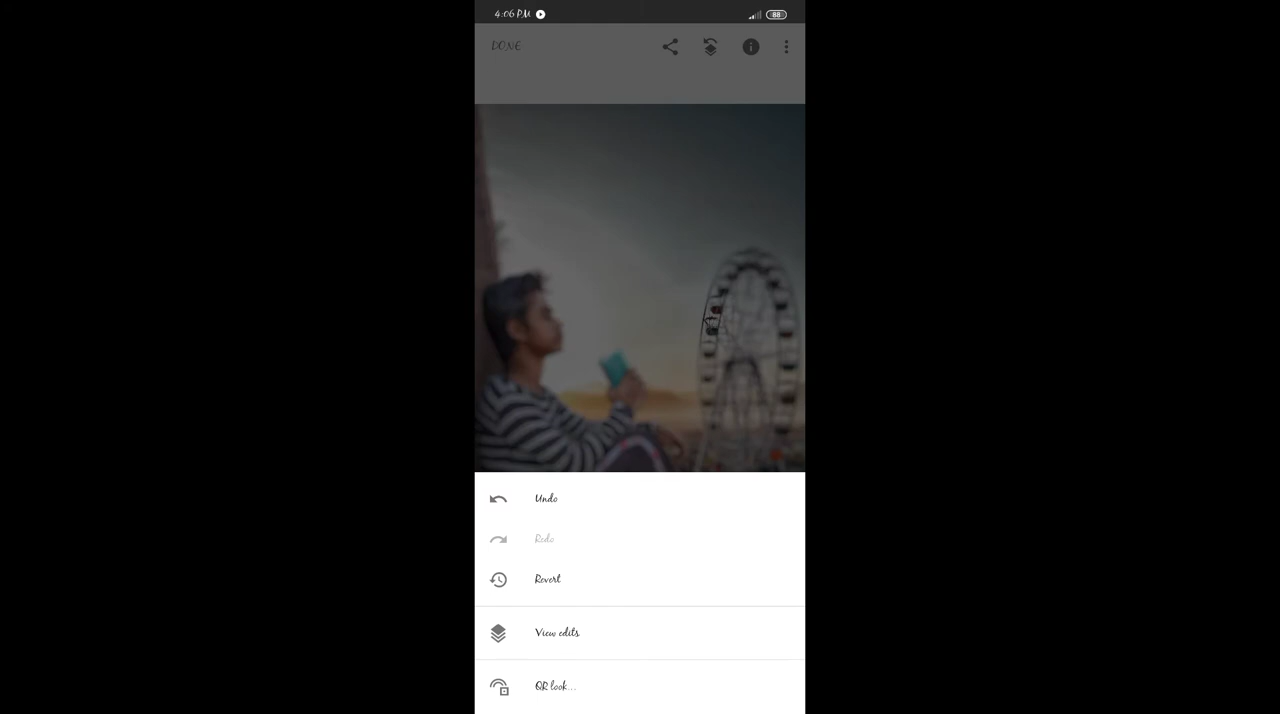 4:06 PM
88
DONE
Undo
Redo
Revert
View edits
QR look...